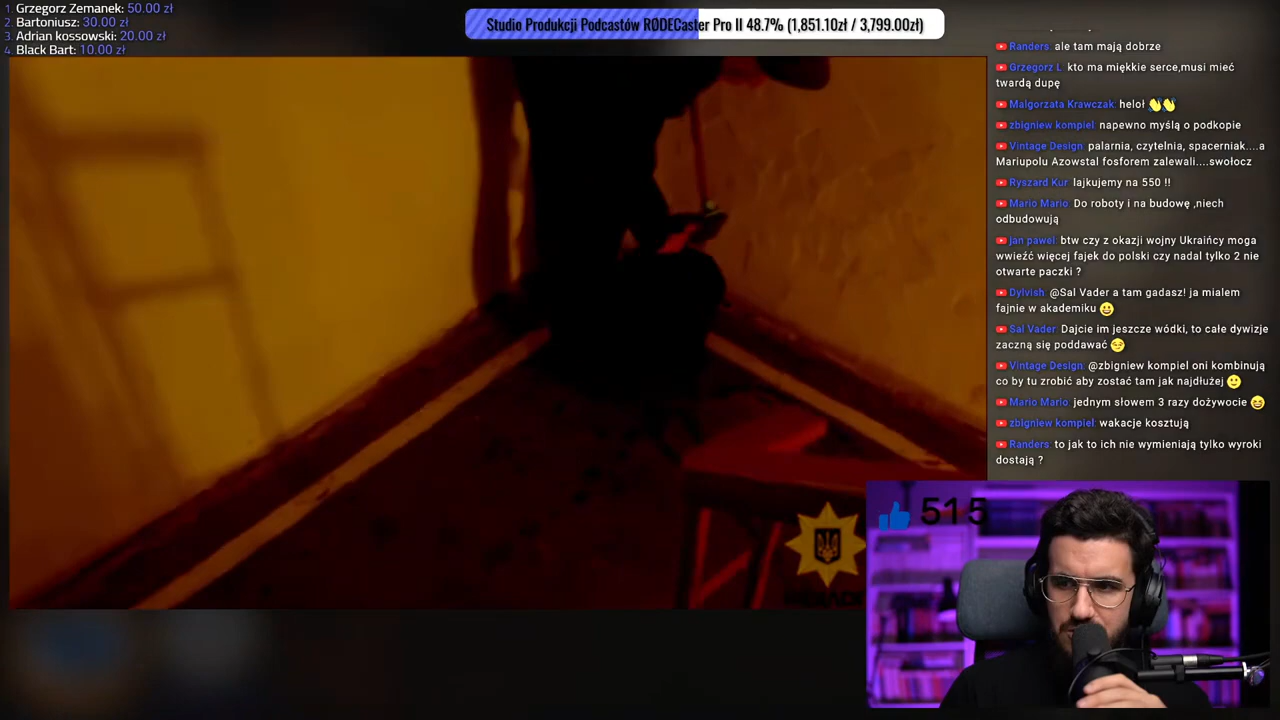 1. Grzegorz Zemanek: 50.00 zł
2. Bartoniusz: 30.00 zł
3. Adrian kossowski: 20.00 zł
4. Black Bart: 10.00 zł
Studio Produkcji Podcastów RØDECaster Pro II 48.7% (1,851.10zł / 3,799.00zł)
Randers: ale tam mają dobrze
Grzegorz L: kto ma miękkie serce,musi mieć
twardą dupę
Malgorzata Krawczak: heloł 👋👋
zbigniew kompiel: napewno myślą o podkopie
Vintage Design: palarnia, czytelnia, spacerniak....a
Mariupolu Azowstal fosforem zalewali....swołocz
Ryszard Kur: lajkujemy na 550 !!
Mario Mario: Do roboty i na budowę ,niech
odbudowują
jan pawel: btw czy z okazji wojny Ukraińcy moga
wwieźć więcej fajek do polski czy nadal tylko 2 nie
otwarte paczki ?
Dylvish: @Sal Vader a tam gadasz! ja mialem
fajnie w akademiku 😀
Sal Vader: Dajcie im jeszcze wódki, to całe dywizje
zaczną się poddawać 😏
Vintage Design: @zbigniew kompiel oni kombinują
co by tu zrobić aby zostać tam jak najdłużej 🙂
Mario Mario: jednym słowem 3 razy dożywocie 😆
zbigniew kompiel: wakacje kosztują
Randers: to jak to ich nie wymieniają tylko wyroki
dostają ?
515